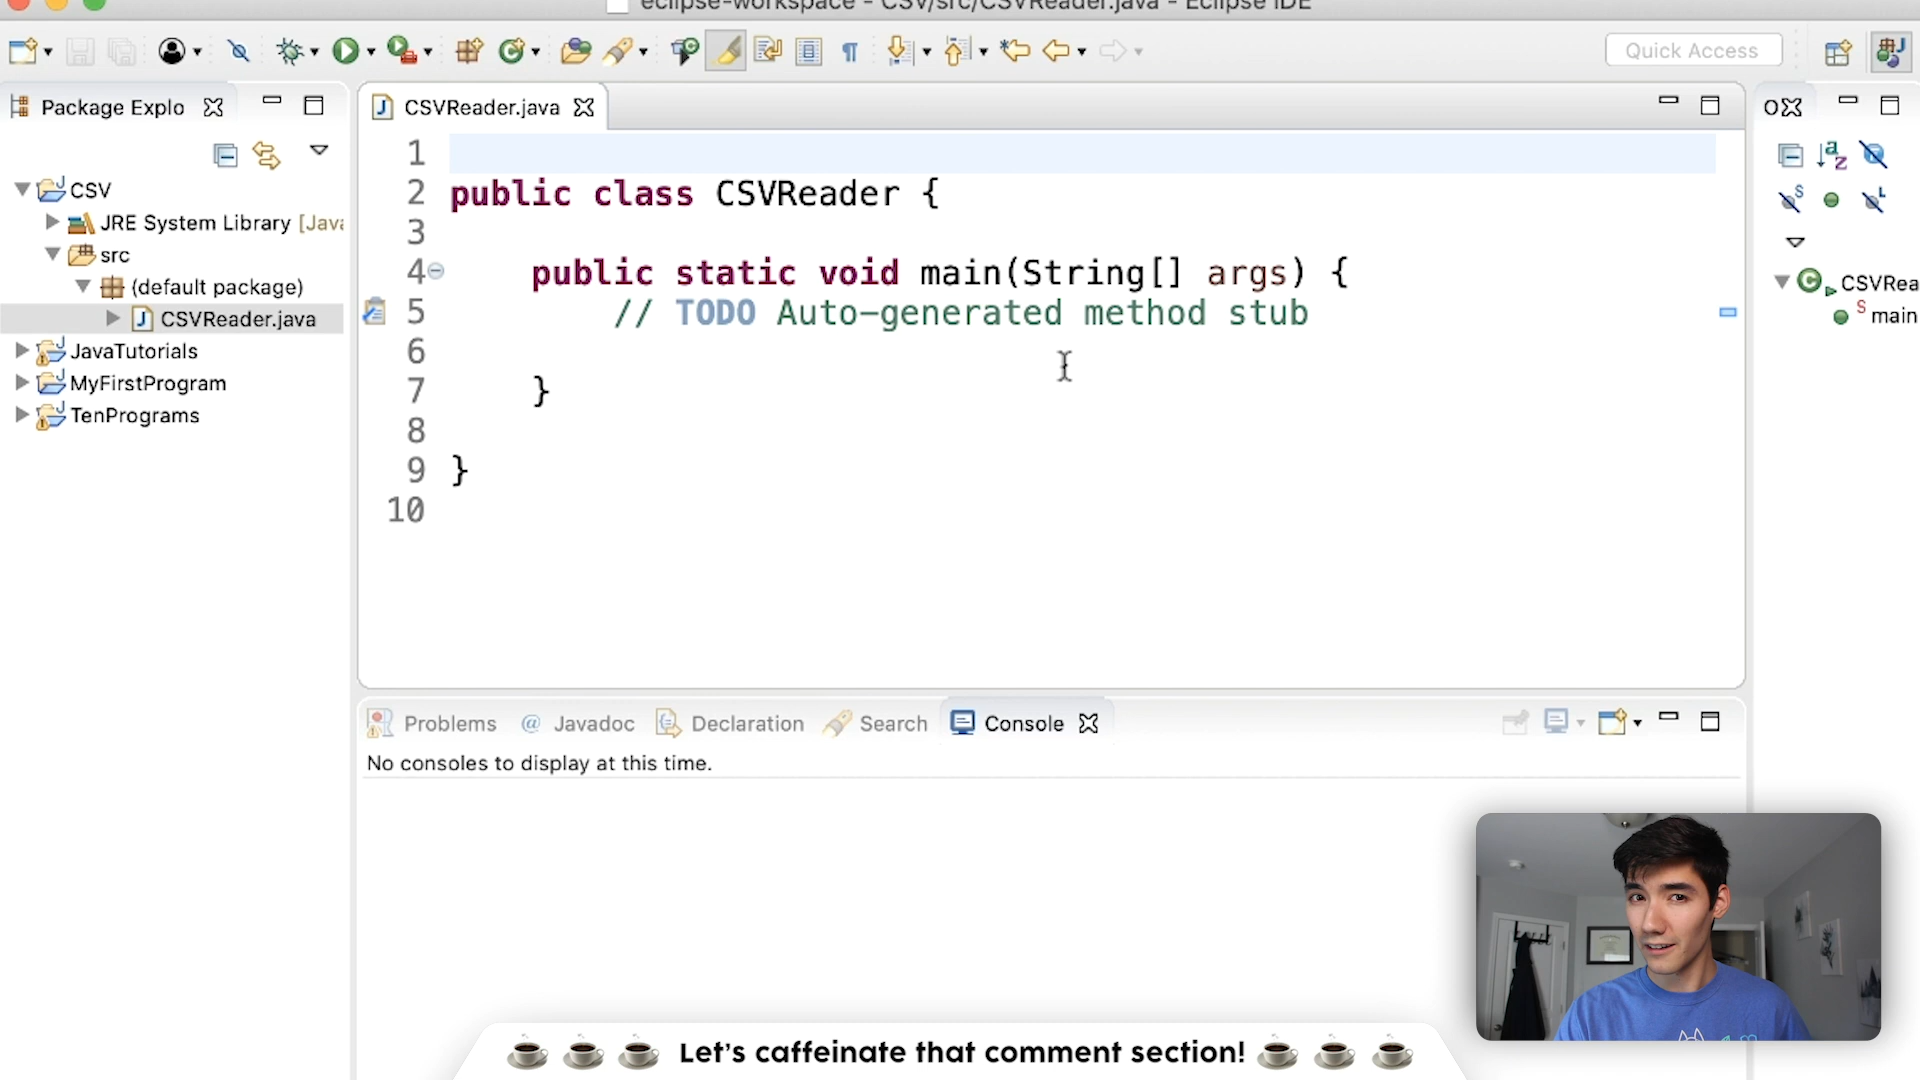 eclipse-workspace - CSV/src/CSVReader.java - Eclipse IDE
Quick Access
Package Explo
CSV
JRE System Library [Java
src
(default package)
CSVReader.java
JavaTutorials
MyFirstProgram
TenPrograms
CSVReader.java
1
2 public class CSVReader {
3
4 public static void main(String[] args) {
5 // TODO Auto-generated method stub
6
7 }
8
9 }
10
O
CSVRea
S main
Problems @ Javadoc Declaration Search Console
No consoles to display at this time.
Let's caffeinate that comment section!